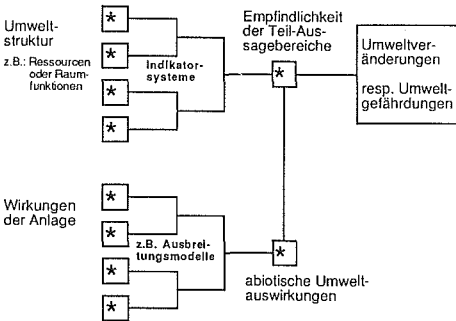 Umwelt-
struktur
z.B.: Ressourcen
oder Raum-
funktionen
*
*
*
*
Indikator-
systeme
Empfindlichkeit
der Teil-Aus-
sagebereiche
*
Umweltver-
änderungen
resp. Umwelt-
gefährdungen
Wirkungen
der Anlage
*
*
*
*
z.B. Ausbrei-
tungsmodelle
*
abiotische Umwelt-
auswirkungen